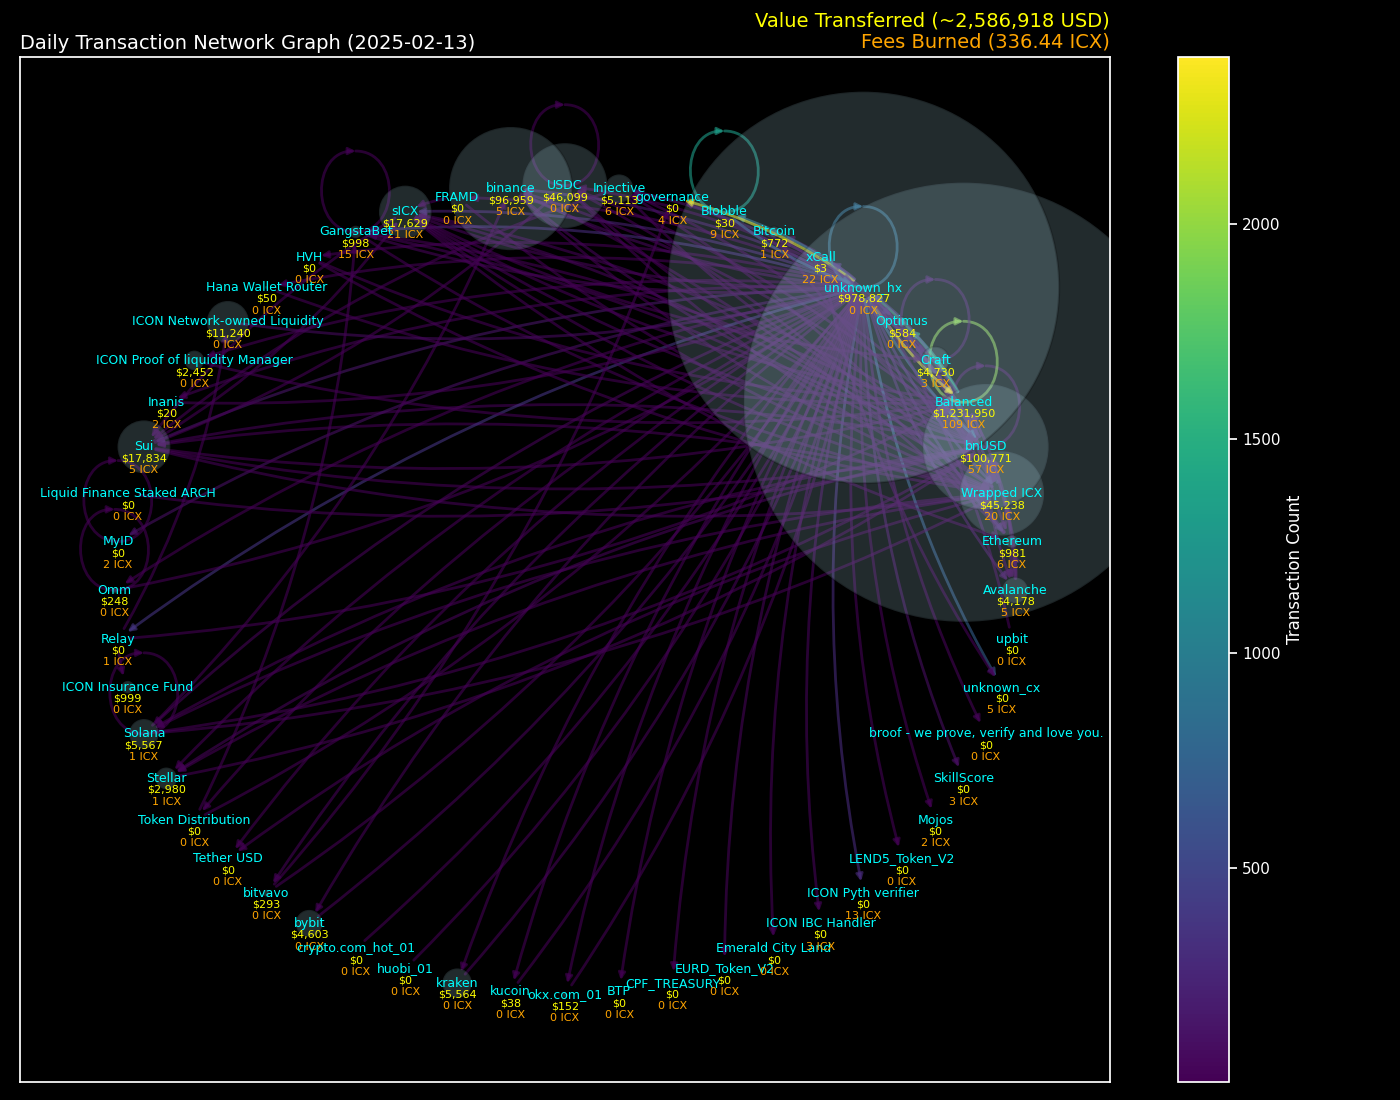 Value Transferred (~2,586,918 USD)
Daily Transaction Network Graph (2025-02-13)
Fees Burned (336.44 ICX)
binance
$96,959
5 ICX
USDC
$46,099
0 ICX
Injective
$5,113
6 ICX
governance
$0
4 ICX
FRAMD
$0
0 ICX
sICX
$17,629
21 ICX
Blobble
$30
9 ICX
GangstaBet
$998
15 ICX
Bitcoin
$772
1 ICX
HVH
$0
0 ICX
xCall
$3
22 ICX
Hana Wallet Router
$50
0 ICX
unknown_hx
$978,827
0 ICX
ICON Network-owned Liquidity
$11,240
0 ICX
Optimus
$584
0 ICX
ICON Proof of liquidity Manager
$2,452
0 ICX
Craft
$4,730
3 ICX
Inanis
$20
2 ICX
Balanced
$1,231,950
109 ICX
Sui
$17,834
5 ICX
bnUSD
$100,771
57 ICX
Liquid Finance Staked ARCH
$0
0 ICX
Wrapped ICX
$45,238
20 ICX
MyID
$0
2 ICX
Ethereum
$981
6 ICX
Omm
$248
0 ICX
Avalanche
$4,178
5 ICX
Relay
$0
1 ICX
upbit
$0
0 ICX
ICON Insurance Fund
$999
0 ICX
unknown_cx
$0
5 ICX
Solana
$5,567
1 ICX
broof - we prove, verify and love you.
$0
0 ICX
Stellar
$2,980
1 ICX
SkillScore
$0
3 ICX
Token Distribution
$0
0 ICX
Mojos
$0
2 ICX
Tether USD
$0
0 ICX
LEND5_Token_V2
$0
0 ICX
bitvavo
$293
0 ICX
ICON Pyth verifier
$0
13 ICX
bybit
$4,603
0 ICX
ICON IBC Handler
$0
3 ICX
crypto.com_hot_01
$0
0 ICX
Emerald City Land
$0
0 ICX
huobi_01
$0
0 ICX
EURD_Token_V2
$0
0 ICX
kraken
$5,564
0 ICX
CPF_TREASURY
$0
0 ICX
kucoin
$38
0 ICX
okx.com_01
$152
0 ICX
BTP
$0
0 ICX
2000
1500
1000
500
Transaction Count